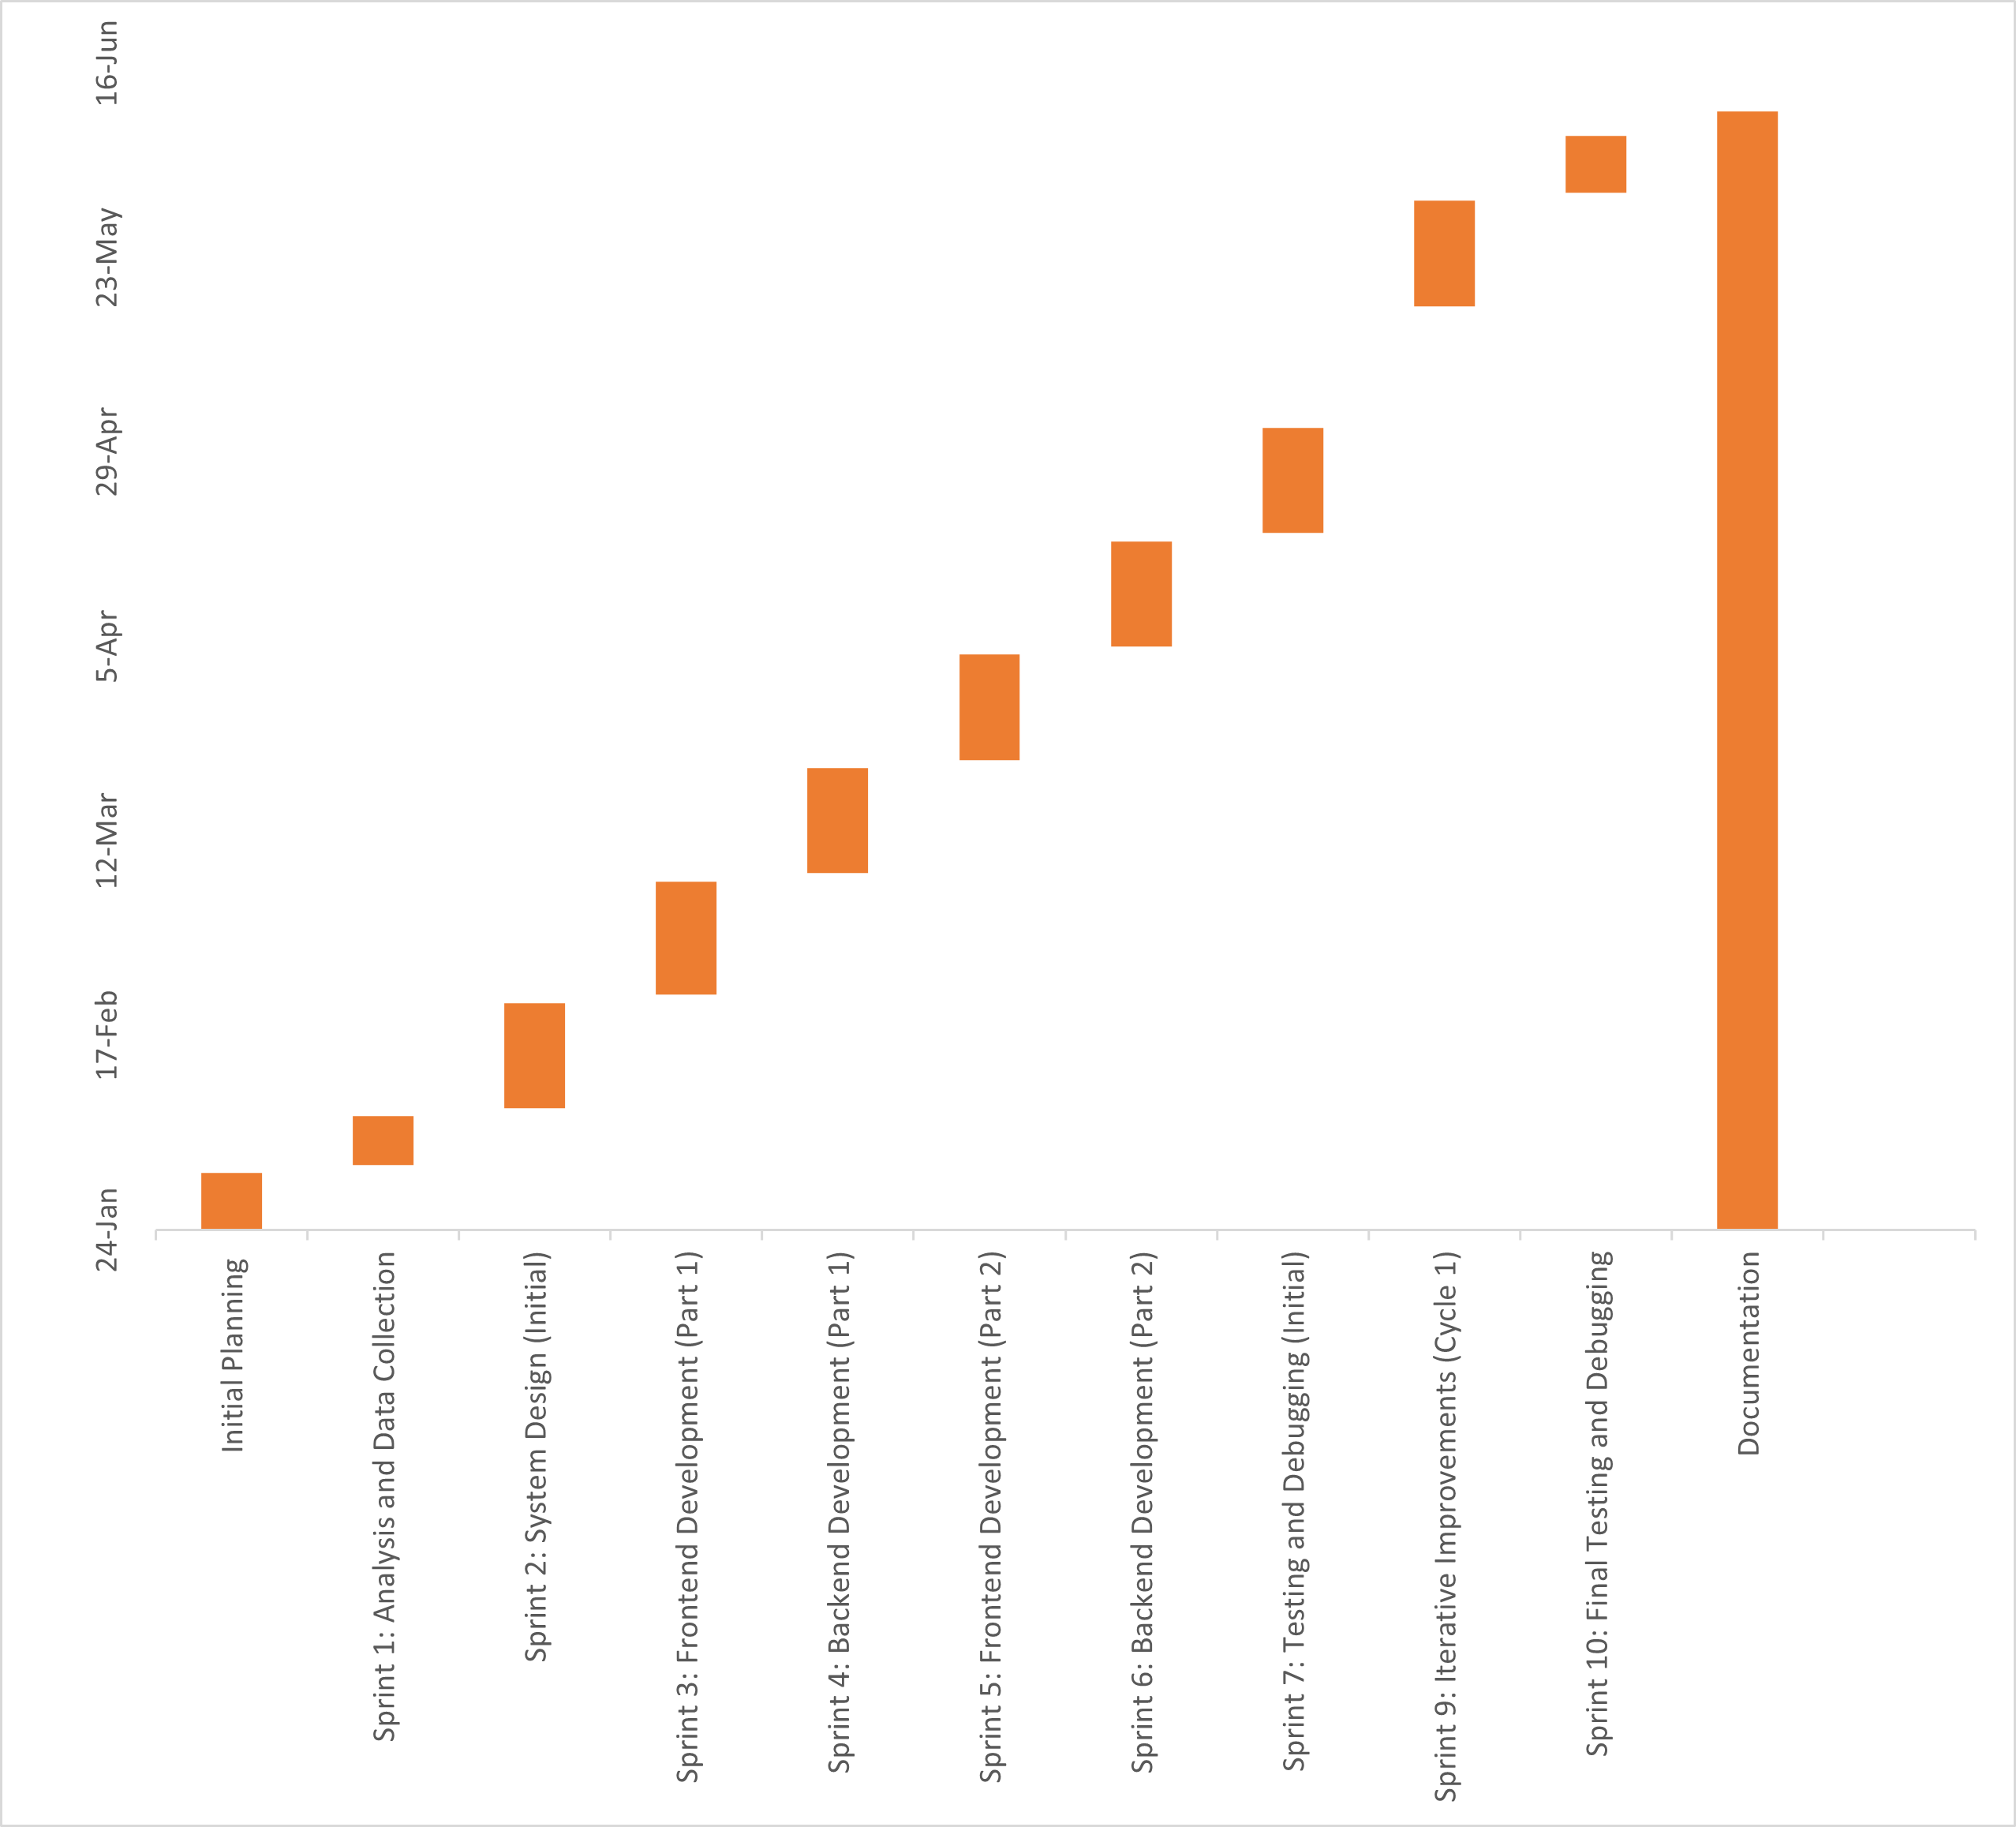 16-Jun
23-May
29-Apr
5-Apr
12-Mar
17-Feb
24-Jan
Initial Planning
Sprint 1: Analysis and Data Collection
Sprint 2: System Design (Initial)
Sprint 3: Frontend Development (Part 1)
Sprint 4: Backend Development (Part 1)
Sprint 5: Frontend Development (Part 2)
Sprint 6: Backend Development (Part 2)
Sprint 7: Testing and Debugging (Initial)
Sprint 9: Iterative Improvements (Cycle 1)
Sprint 10: Final Testing and Debugging
Documentation